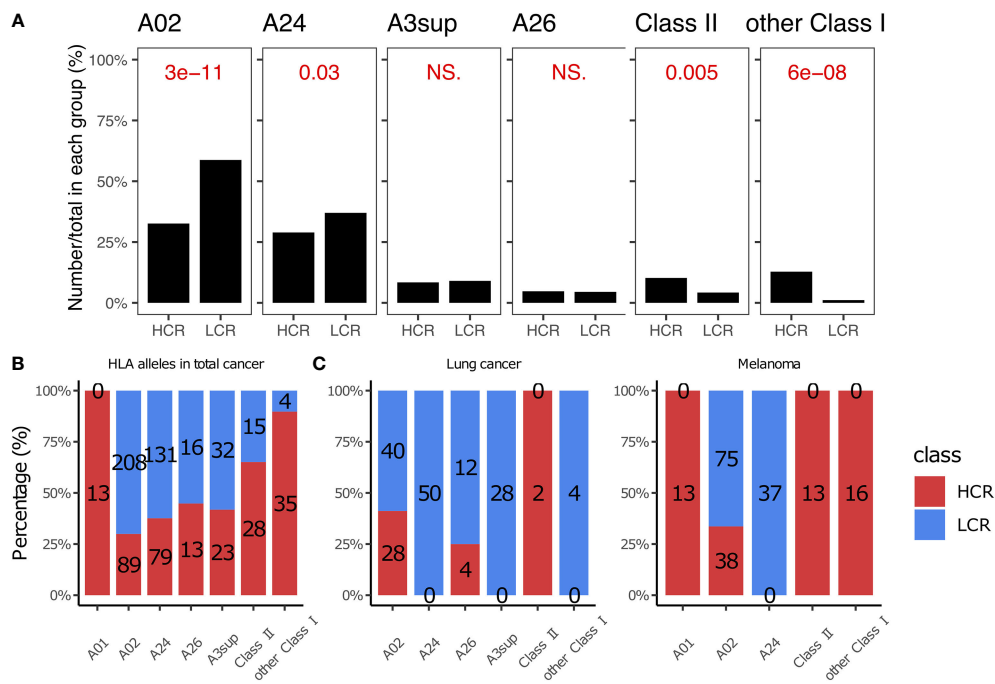 A
A02 A24 A3sup A26 Class II other Class I
Number/total in each group (%)
100%
75%
50%
25%
0%
3e−11 0.03 NS. NS. 0.005 6e−08
HCR LCR HCR LCR HCR LCR HCR LCR HCR LCR HCR LCR
B
HLA alleles in total cancer
Percentage (%)
100%
75%
50%
25%
0%
0 208 131 16 32 15 4
13 89 79 13 23 28 35
A01 A02 A24 A26 A3sup Class II other Class I
C
Lung cancer
100%
75%
50%
25%
0%
40 50 12 28 0 4
28 0 4 0 2 0
A02 A24 A26 A3sup Class II other Class I
Melanoma
100%
75%
50%
25%
0%
0 75 37 0 0
13 38 0 13 16
A01 A02 A24 Class II other Class I
class
HCR
LCR